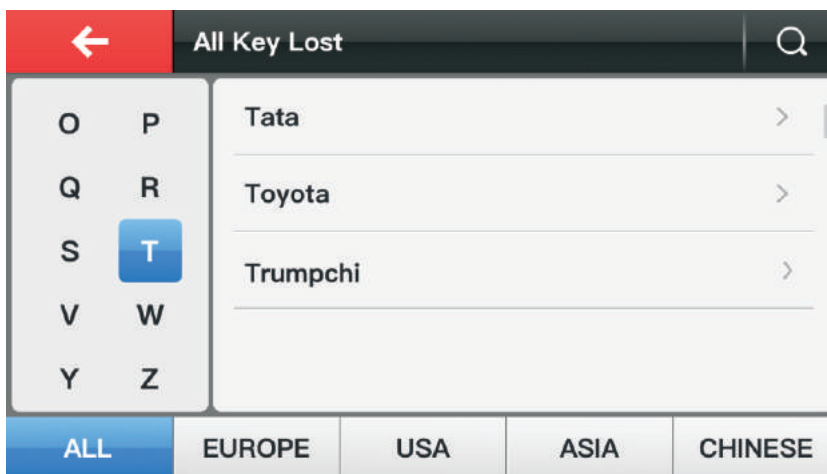 All Key Lost
O P
Q R
S T
V W
Y Z
Tata
Toyota
Trumpchi
ALL EUROPE USA ASIA CHINESE